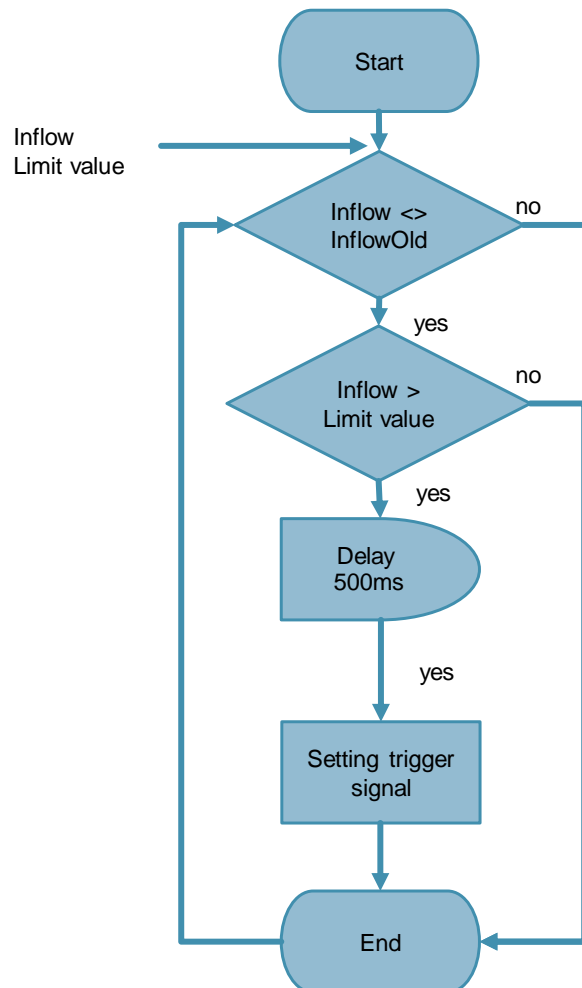 Start
Inflow
Limit value
Inflow <>
InflowOld
no
yes
Inflow >
Limit value
no
yes
Delay
500ms
yes
Setting trigger
signal
End